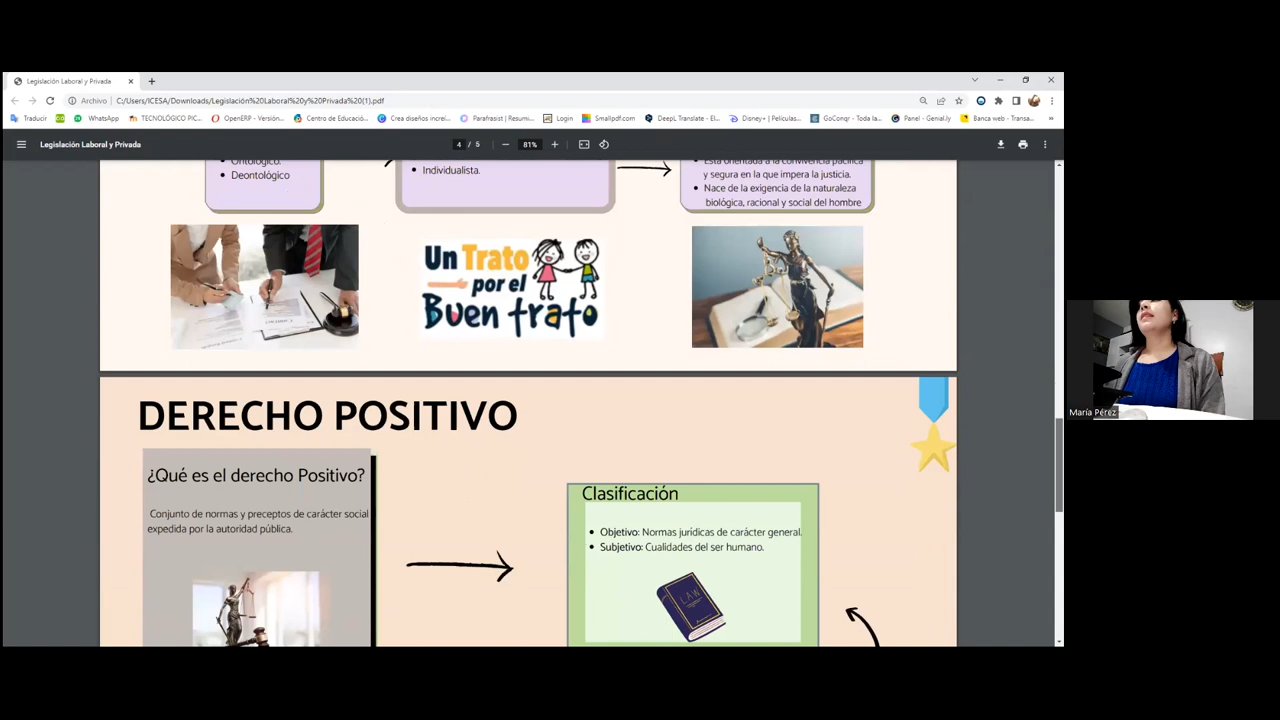 Legislación Laboral y Privada
Archivo
C:/Users/ICESA/Downloads/Legislación%20Laboral%20y%20Privada%20(1).pdf
Traducir
WhatsApp
TECNOLÓGICO PIC...
OpenERP - Versión...
Centro de Educació...
Crea diseños increí...
Parafrasist | Resumi...
Login
Smallpdf.com
DeepL Translate - El...
Disney+ | Películas...
GoConqr - Toda la...
Panel - Genial.ly
Banca web - Transa...
Legislación Laboral y Privada
4 / 5
81%
Ontológico.
Deontológico
Individualista.
Está orientada a la convivencia pacífica
y segura en la que impera la justicia.
Nace de la exigencia de la naturaleza
biológica, racional y social del hombre
Un Trato
por el
Buen trato
DERECHO POSITIVO
¿Qué es el derecho Positivo?
Conjunto de normas y preceptos de carácter social
expedida por la autoridad pública.
Clasificación
Objetivo: Normas jurídicas de carácter general.
Subjetivo: Cualidades del ser humano.
LAW
María Pérez